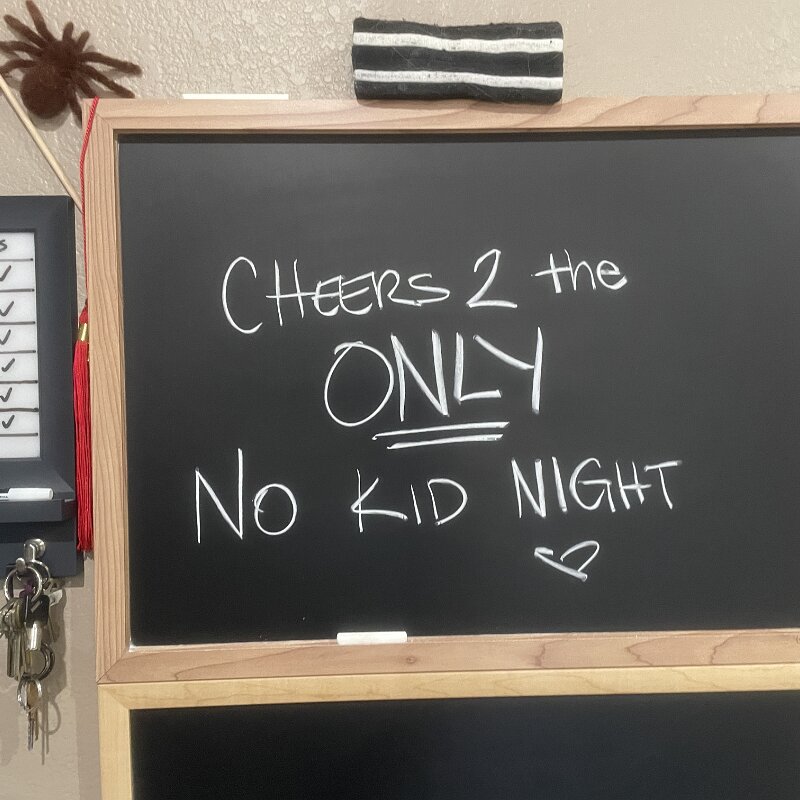 CHEERS 2 the
ONLY
NO KID NIGHT